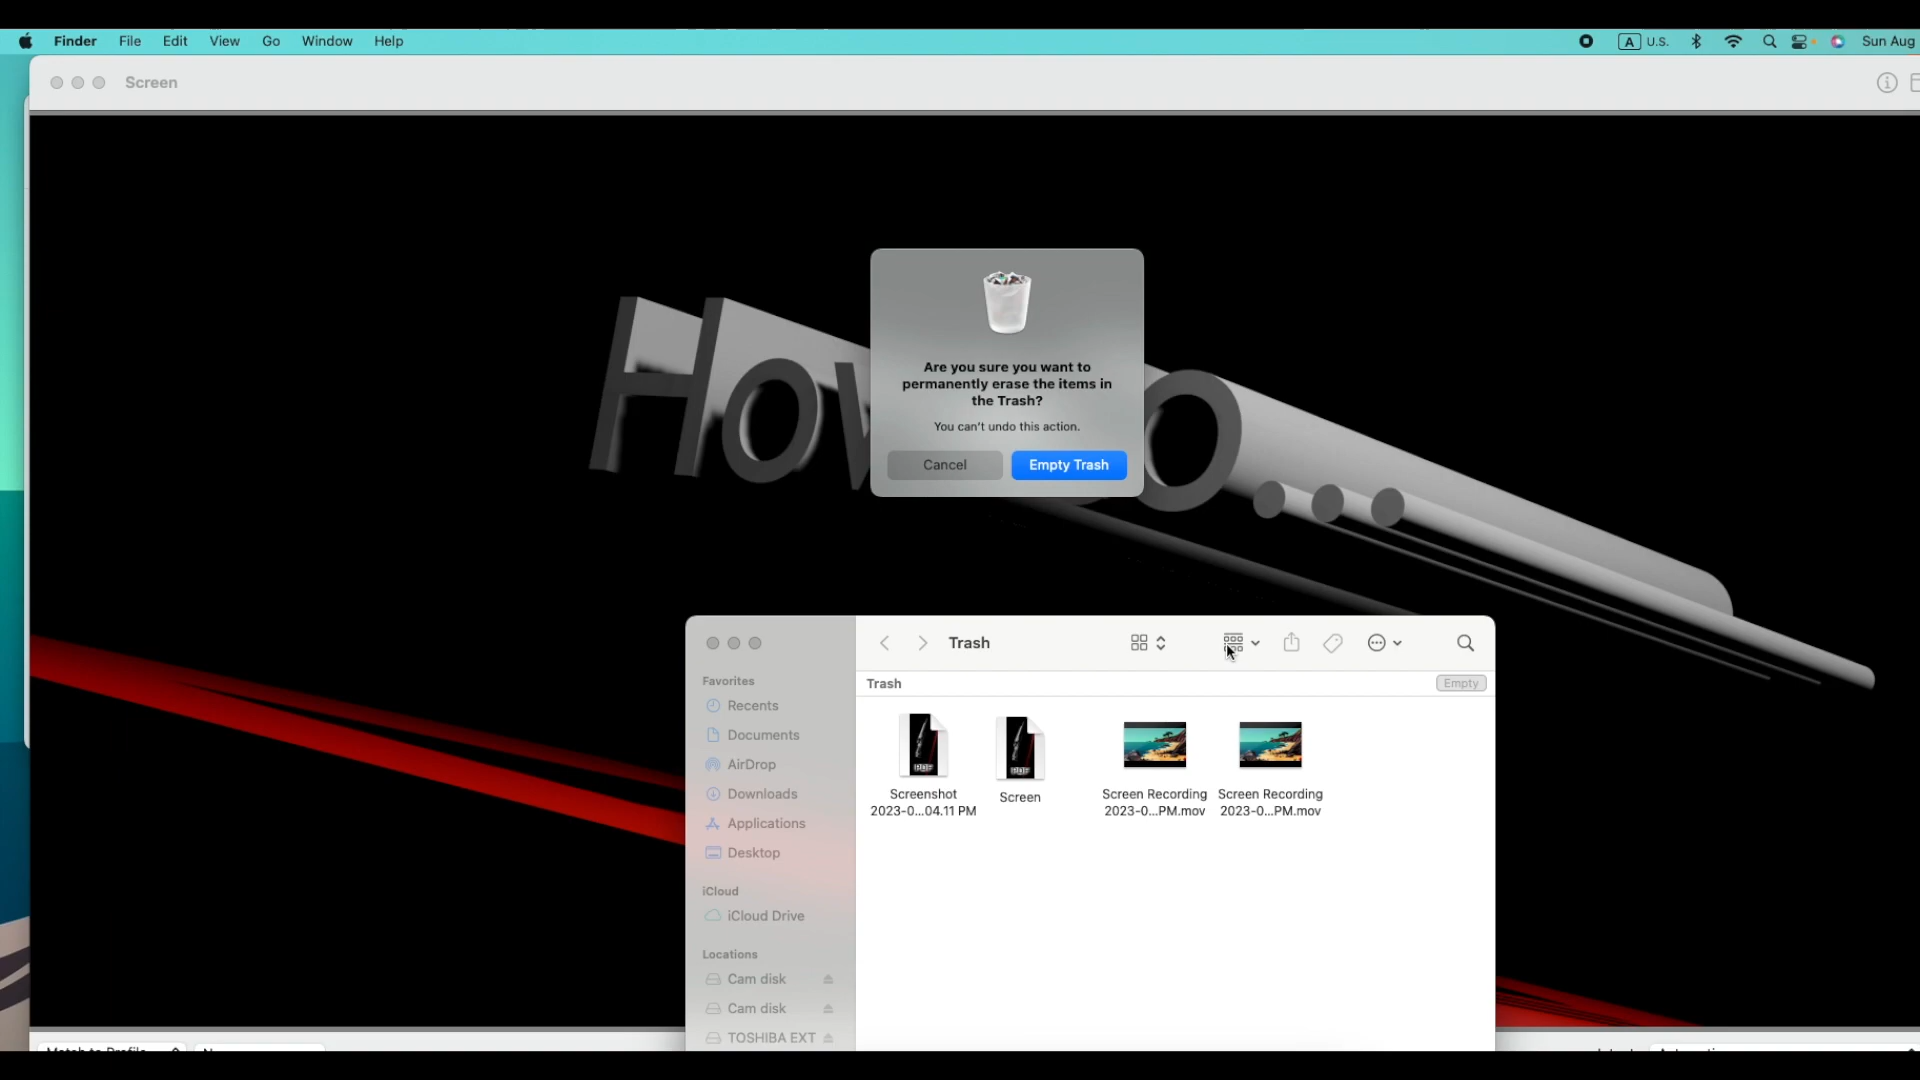 Finder File Edit View Go Window Help
A U.S. Sun Aug
Screen
How
o...
Are you sure you want to
permanently erase the items in
the Trash?
You can't undo this action.
Cancel Empty Trash
Trash
Favorites
Recents
Documents
AirDrop
Downloads
Applications
Desktop
iCloud
iCloud Drive
Locations
Cam disk
Cam disk
TOSHIBA EXT
Trash Empty
PDF PDF
Screenshot
2023-0...04.11 PM
Screen
Screen Recording
2023-0...PM.mov
Screen Recording
2023-0...PM.mov